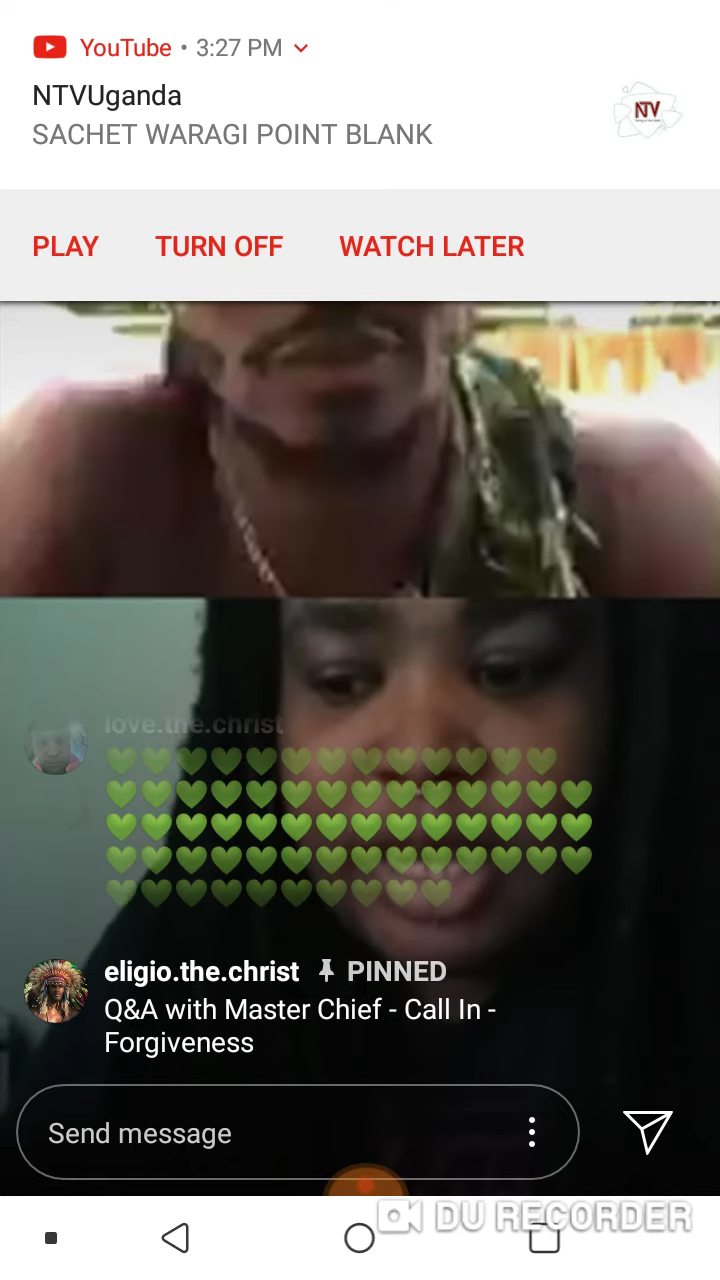 YouTube • 3:27 PM
NTVUganda
NTV
SACHET WARAGI POINT BLANK
PLAY TURN OFF WATCH LATER
love.the.christ
eligio.the.christ PINNED
Q&A with Master Chief - Call In -
Forgiveness
Send message
DU RECORDER